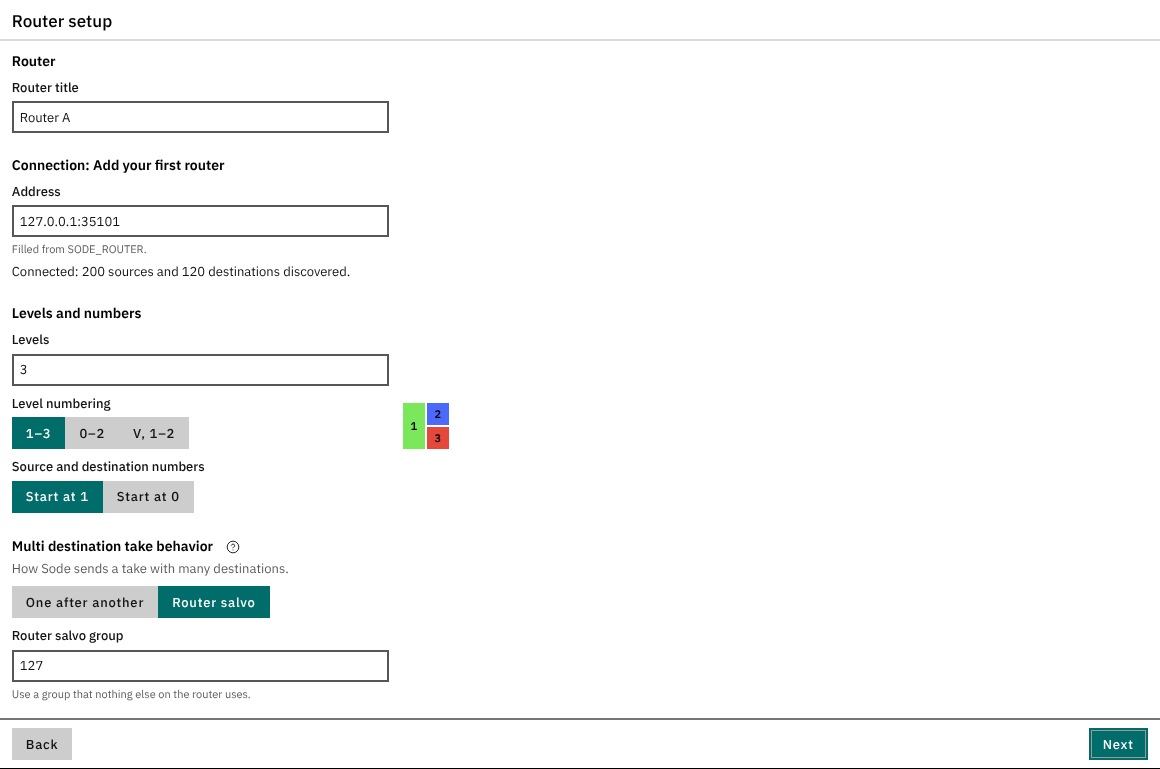 Router setup
Router
Router title
Router A
Connection: Add your first router
Address
127.0.0.1:35101
Filled from SODE_ROUTER.
Connected: 200 sources and 120 destinations discovered.
Levels and numbers
Levels
3
Level numbering
1–3 0–2 V, 1–2
1 2 3
Source and destination numbers
Start at 1 Start at 0
Multi destination take behavior ?
How Sode sends a take with many destinations.
One after another Router salvo
Router salvo group
127
Use a group that nothing else on the router uses.
Back Next